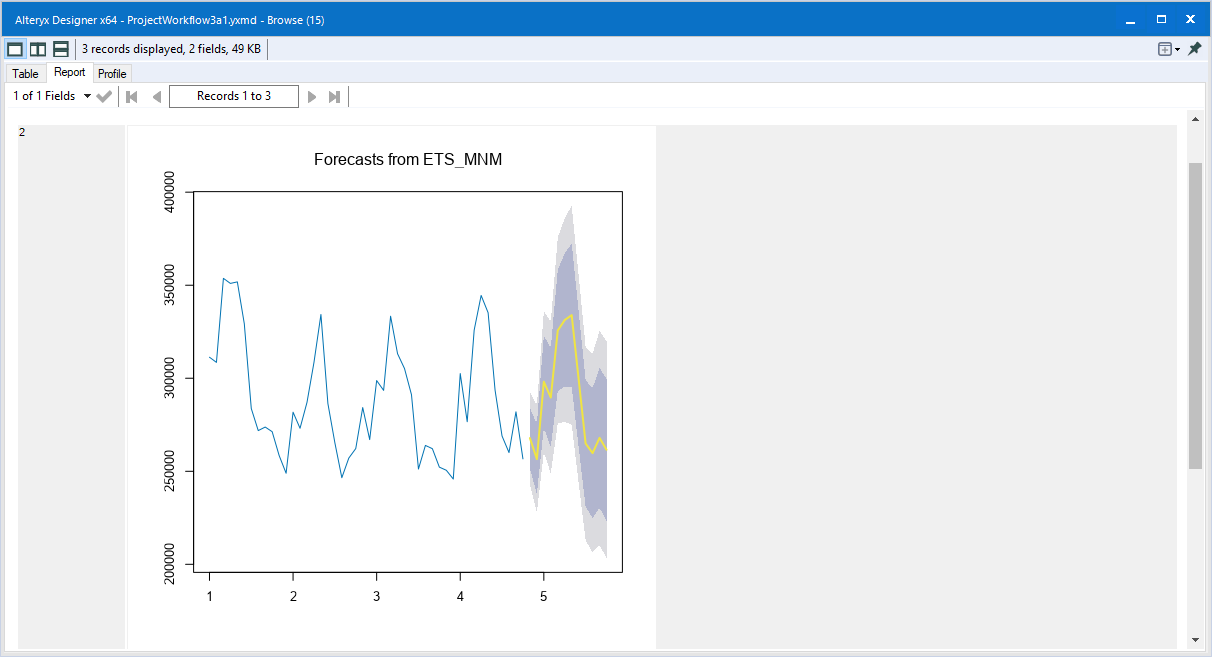 Alteryx Designer x64 - ProjectWorkflow3a1.yxmd - Browse (15)
3 records displayed, 2 fields, 49 KB
Table Report Profile
1 of 1 Fields Records 1 to 3
2
Forecasts from ETS_MNM
400000
350000
300000
250000
200000
1 2 3 4 5